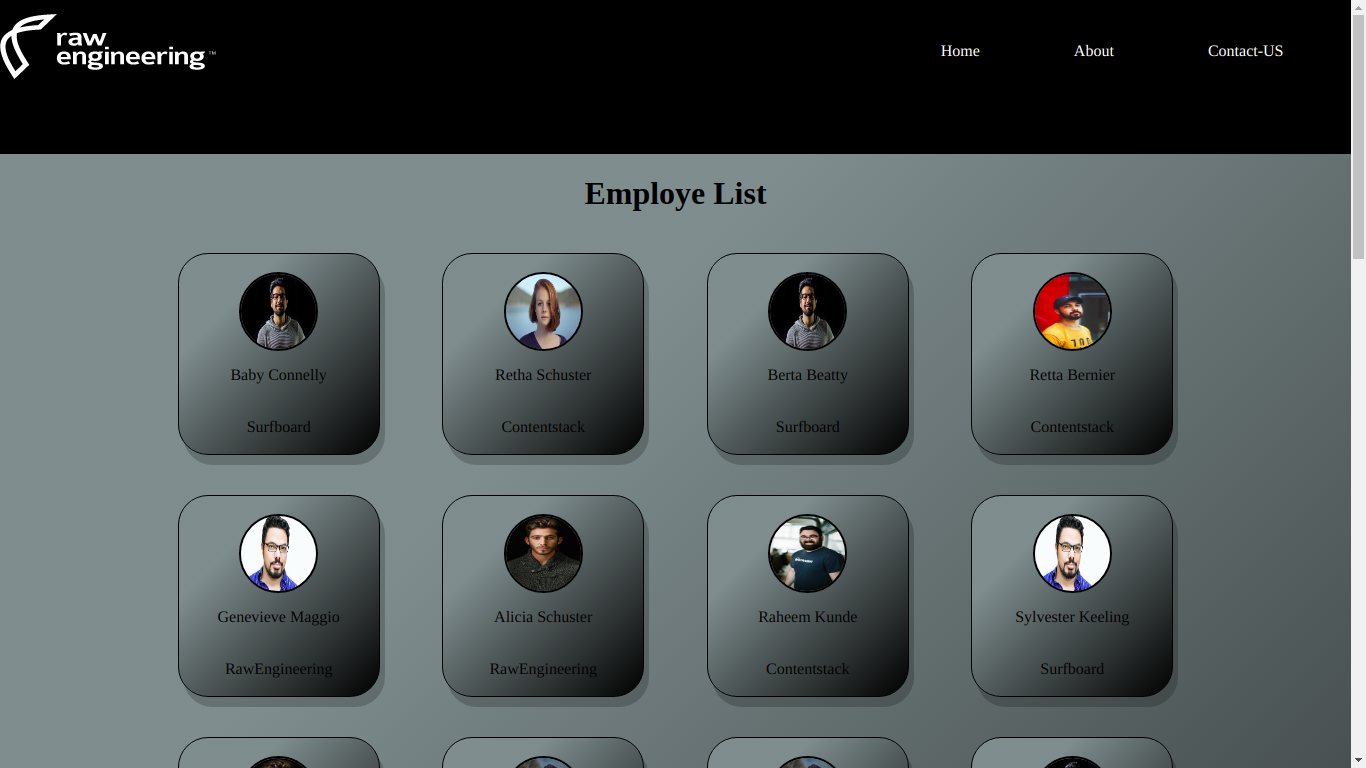 raw
engineering™
Home About Contact-US
Employe List
Baby Connelly Retha Schuster Berta Beatty Retta Bernier
Surfboard Contentstack Surfboard Contentstack
Genevieve Maggio Alicia Schuster Raheem Kunde Sylvester Keeling
RawEngineering RawEngineering Contentstack Surfboard